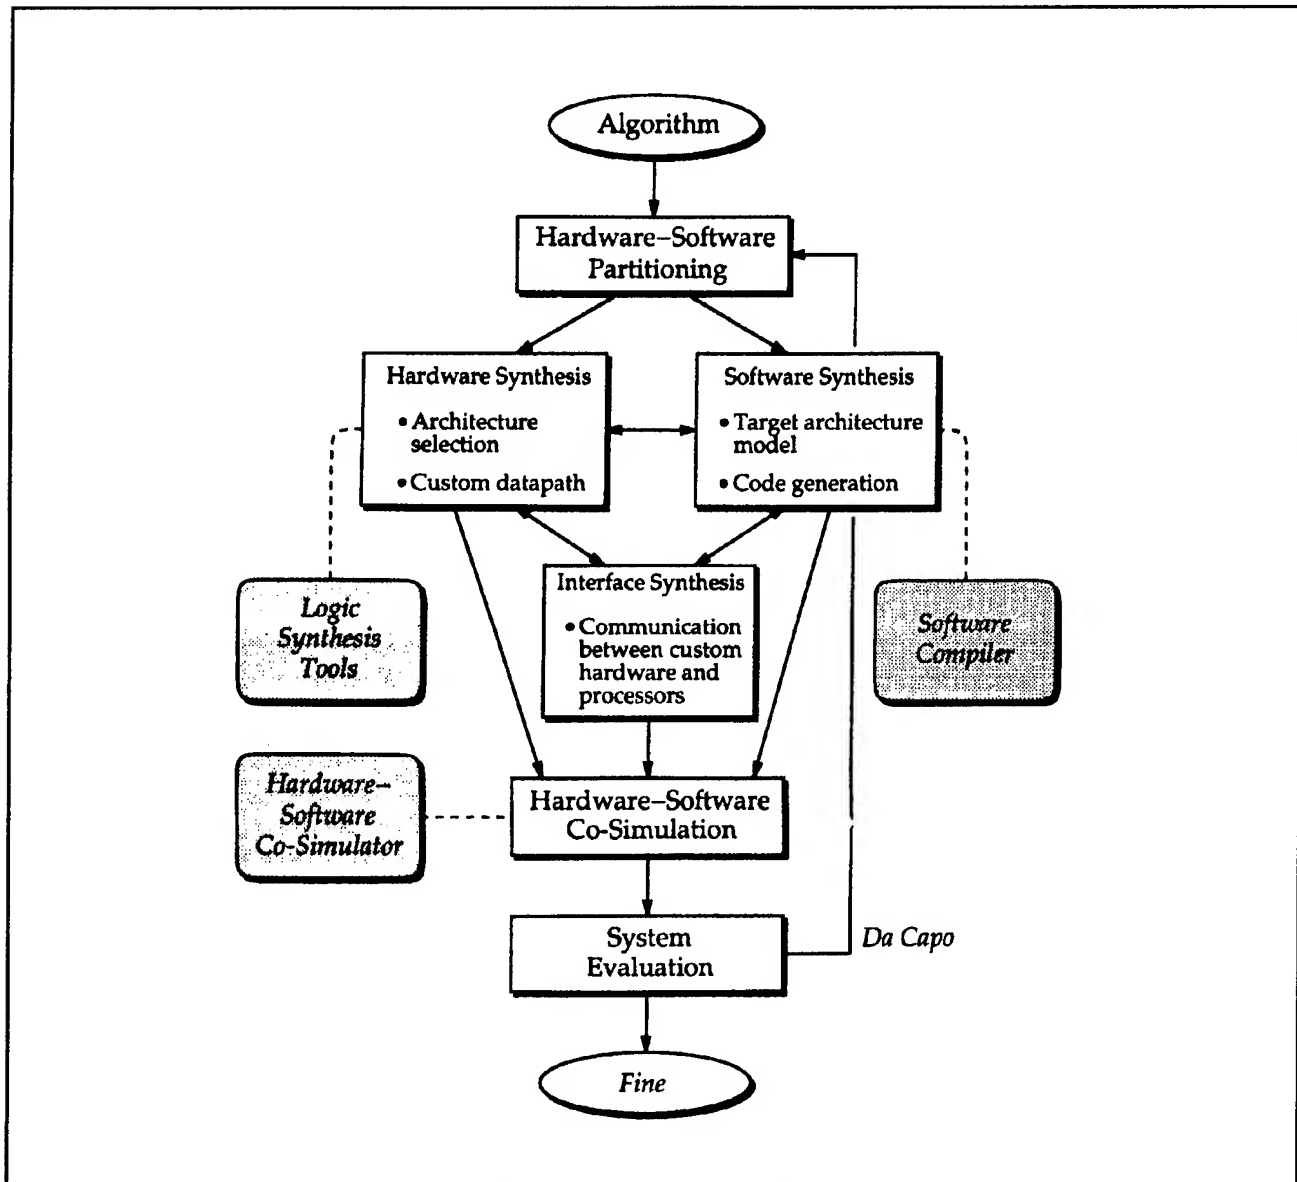 Algorithm
Hardware–Software
Partitioning
Hardware Synthesis
• Architecture
selection
• Custom datapath
Software Synthesis
• Target architecture
model
• Code generation
Logic
Synthesis
Tools
Interface Synthesis
• Communication
between custom
hardware and
processors
Software
Compiler
Hardware–
Software
Co-Simulator
Hardware–Software
Co-Simulation
System
Evaluation
Da Capo
Fine